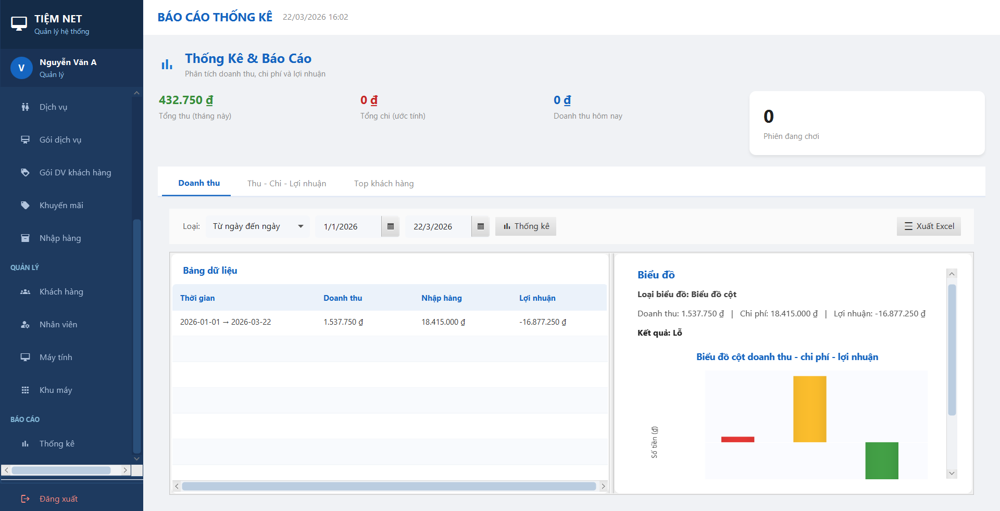 TIỆM NET
Quản lý hệ thống
V
Nguyễn Văn A
Quản lý
Dịch vụ
Gói dịch vụ
Gói DV khách hàng
Khuyến mãi
Nhập hàng
QUẢN LÝ
Khách hàng
Nhân viên
Máy tính
Khu máy
BÁO CÁO
Thống kê
Đăng xuất
BÁO CÁO THỐNG KÊ 22/03/2026 16:02
Thống Kê & Báo Cáo
Phân tích doanh thu, chi phí và lợi nhuận
432.750 ₫
Tổng thu (tháng này)
0 ₫
Tổng chi (ước tính)
0 ₫
Doanh thu hôm nay
0
Phiên đang chơi
Doanh thu Thu - Chi - Lợi nhuận Top khách hàng
Loại: Từ ngày đến ngày 1/1/2026 22/3/2026 Thống kê Xuất Excel
Bảng dữ liệu
Thời gian Doanh thu Nhập hàng Lợi nhuận
2026-01-01 → 2026-03-22 1.537.750 ₫ 18.415.000 ₫ -16.877.250 ₫
Biểu đồ
Loại biểu đồ: Biểu đồ cột
Doanh thu: 1.537.750 ₫ | Chi phí: 18.415.000 ₫ | Lợi nhuận: -16.877.250 ₫
Kết quả: Lỗ
Biểu đồ cột doanh thu - chi phí - lợi nhuận
Số tiền (₫)